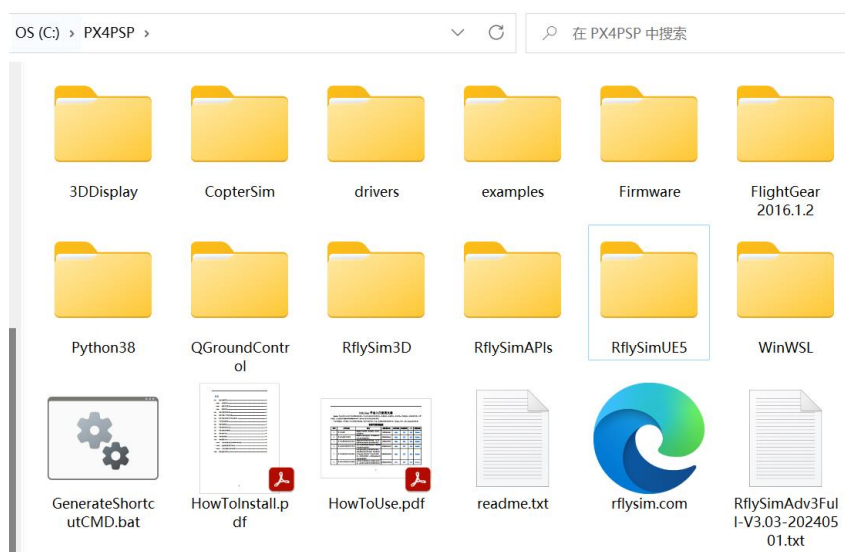 OS (C:) > PX4PSP >
在 PX4PSP 中搜索
3DDisplay
CopterSim
drivers
examples
Firmware
FlightGear
2016.1.2
Python38
QGroundContr
ol
RflySim3D
RflySimAPIs
RflySimUE5
WinWSL
GenerateShortc
utCMD.bat
HowToInstall.p
df
HowToUse.pdf
readme.txt
rflysim.com
RflySimAdv3Ful
l-V3.03-202405
01.txt